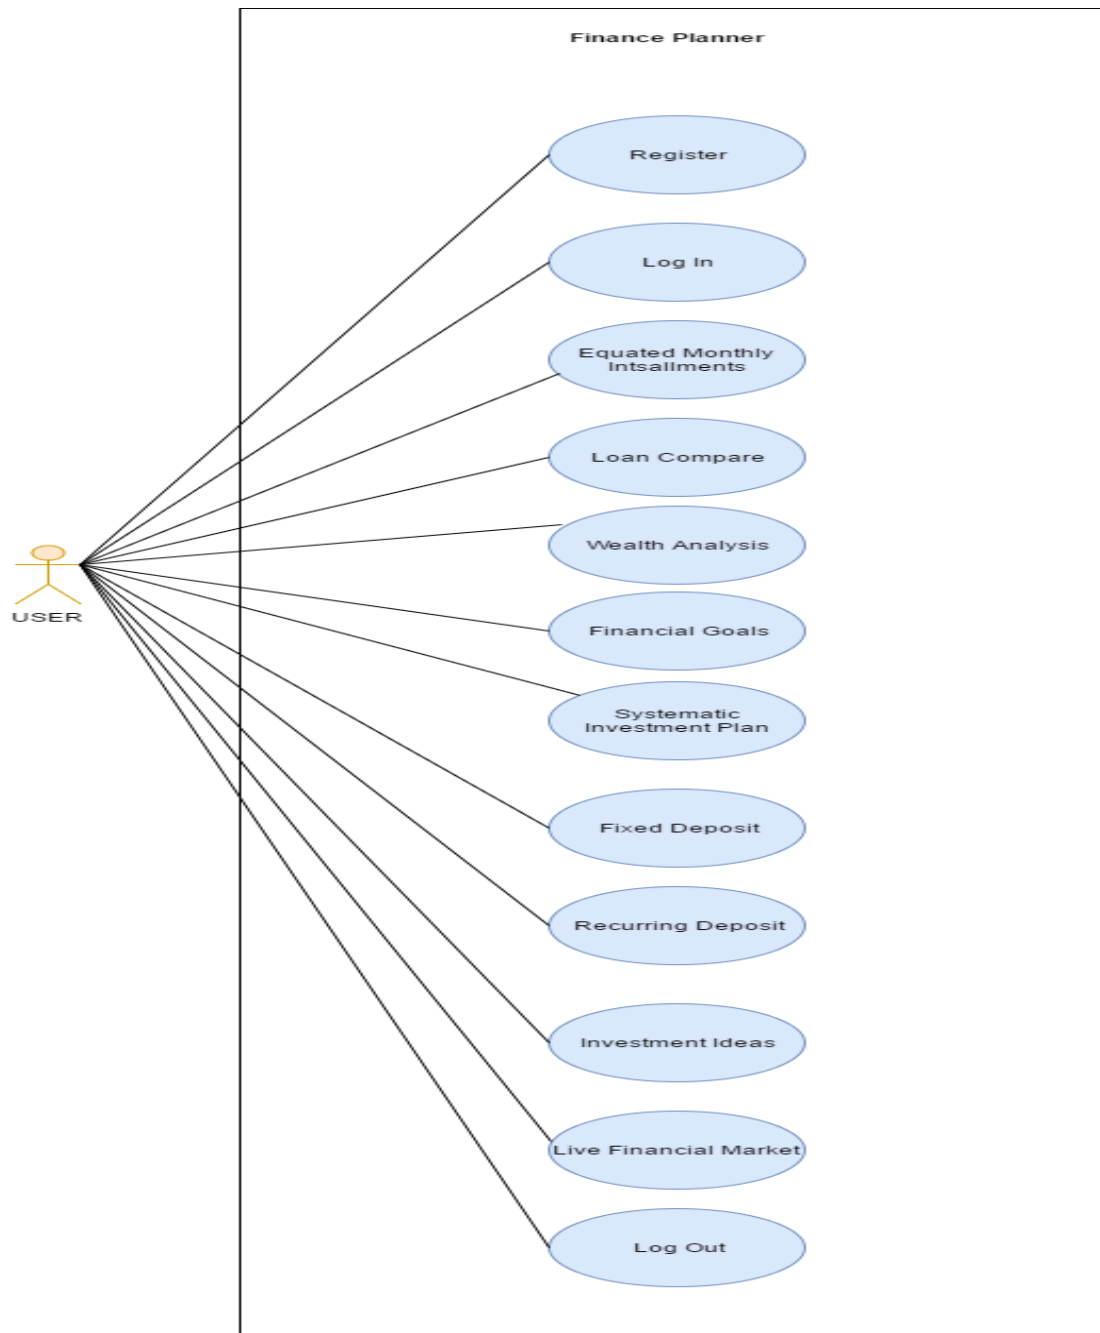 Finance Planner
Register
Log In
Equated Monthly
Intsallments
Loan Compare
Wealth Analysis
USER
Financial Goals
Systematic
Investment Plan
Fixed Deposit
Recurring Deposit
Investment Ideas
Live Financial Market
Log Out